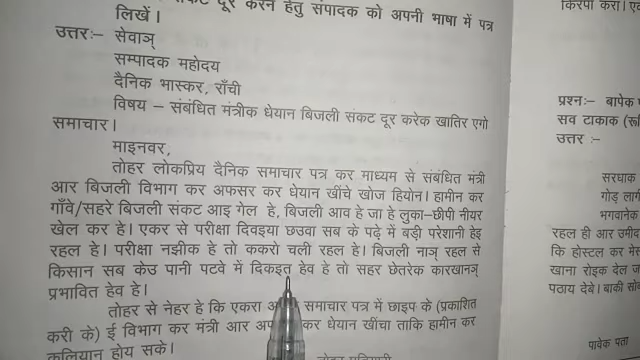 दूर करने हेतु संपादक को अपनी भाषा में पत्र
लिखें।
उत्तर:– सेवाञ्
सम्पादक महोदय
दैनिक भास्कर, राँची
विषय – संबंधित मंत्रीक धेयान बिजली संकट दूर करेक खातिर एगो
समाचार।
माइनवर,
तोहर लोकप्रिय दैनिक समाचार पत्र कर माध्यम से संबंधित मंत्री
आर बिजली विभाग कर अफसर कर धेयान खींचे खोज हियोन। हामीन कर
गाँवे/सहरे बिजली संकट आइ गेल हे, बिजली आव हे जा हे लुका–छीपी नीयर
खेल कर हे। एकर से परीक्षा दिवइया छउवा सब के पढ़े में बड़ी परेशानी हेइ
रहल हे। परीक्षा नझीक हे तो ककरो चली रहल हे। बिजली नाञ् रहल से
किसान सब केउ पानी पटवे में दिकइत हेव हे तो सहर छेतरेक कारखानञ्
प्रभावित हेव हे।
तोहर से नेहर हे कि एकरा समाचार पत्र में छाइप के (प्रकाशित
करी के) ई विभाग कर मंत्री आर कर धेयान खींचा ताकि हामीन कर
कलियान होय सके।
किरपा करा।
प्रश्न:– बापेक
सब टाकाक
उत्तर :–
सरघाक
गोड़ लाग
भगवानेक
रहल ही आर उमीद
कि होस्टल कर मेस
खाना रोइक देल ज
पठाय देबे। बाकी सोब
पावेक पता